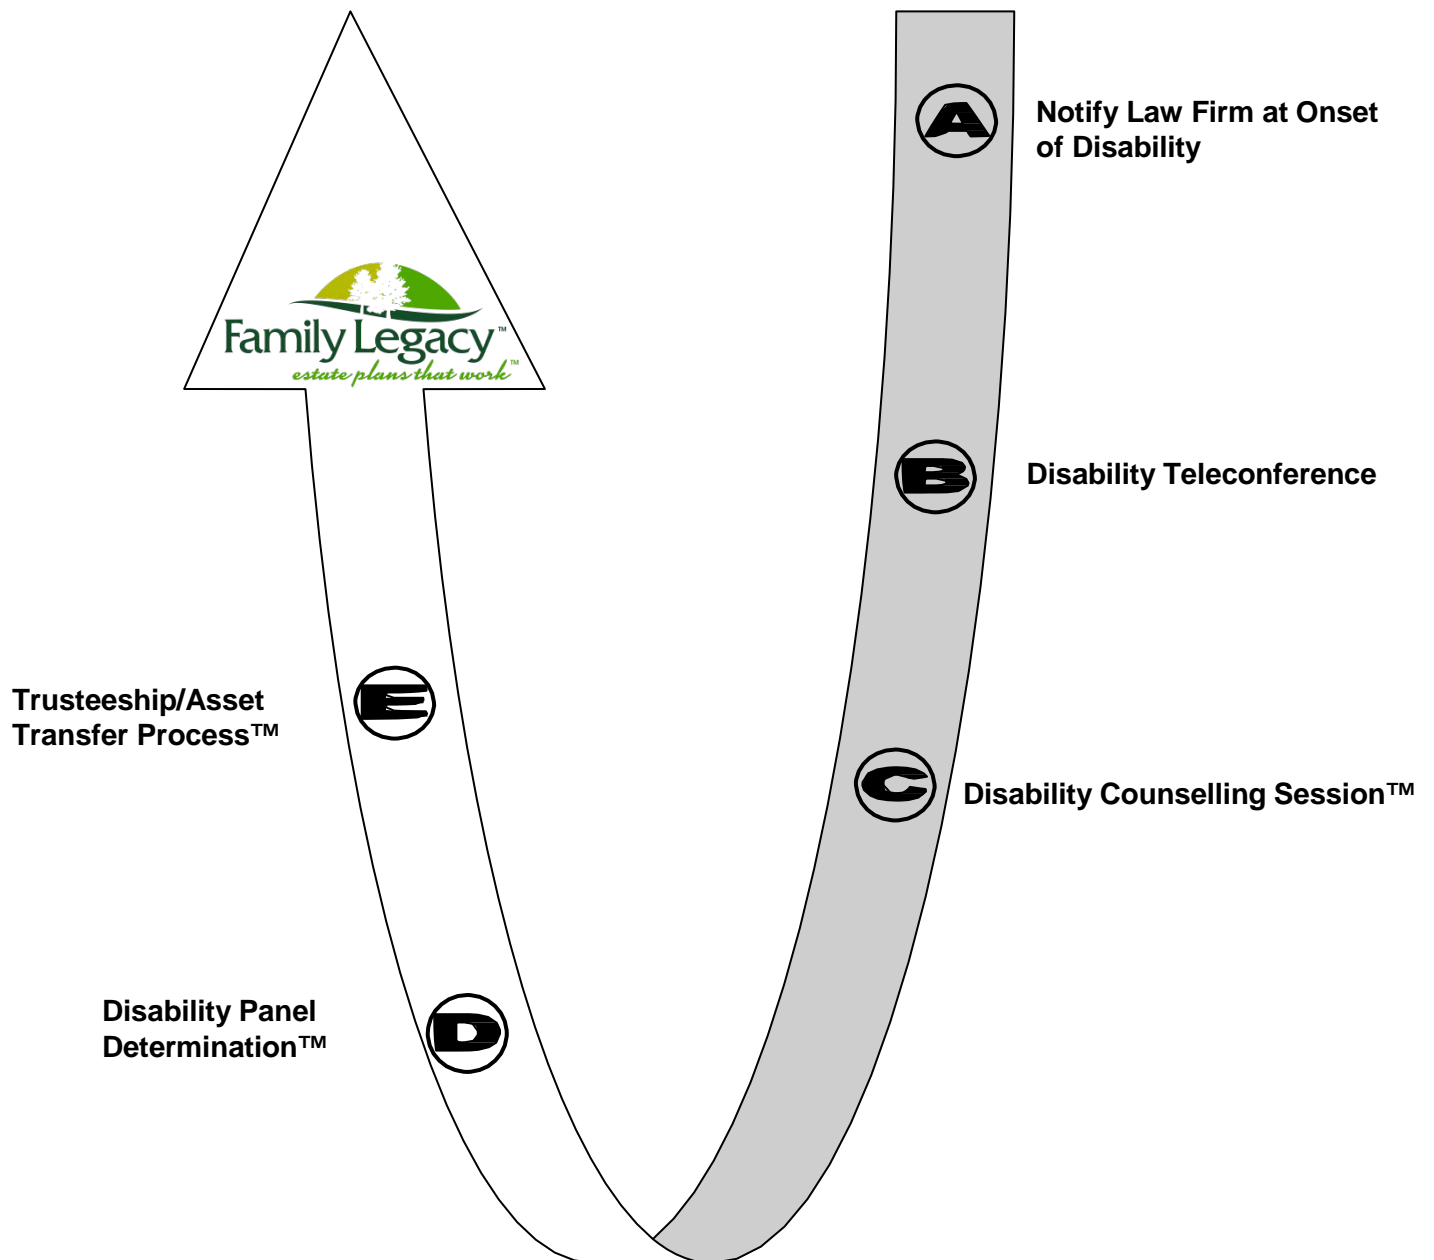 A
Notify Law Firm at Onset
of Disability
Family Legacy™
estate plans that work™
B
Disability Teleconference
E
Trusteeship/Asset
Transfer Process™
C
Disability Counselling Session™
D
Disability Panel
Determination™